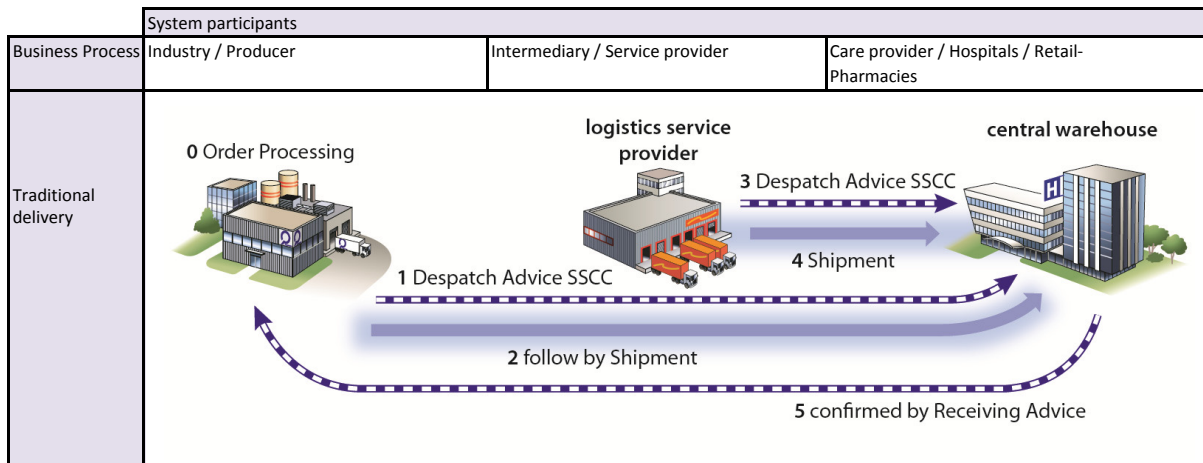 System participants
Business Process
Industry / Producer
Intermediary / Service provider
Care provider / Hospitals / Retail-
Pharmacies
Traditional
delivery
0 Order Processing
logistics service
provider
central warehouse
3 Despatch Advice SSCC
H
4 Shipment
1 Despatch Advice SSCC
2 follow by Shipment
5 confirmed by Receiving Advice